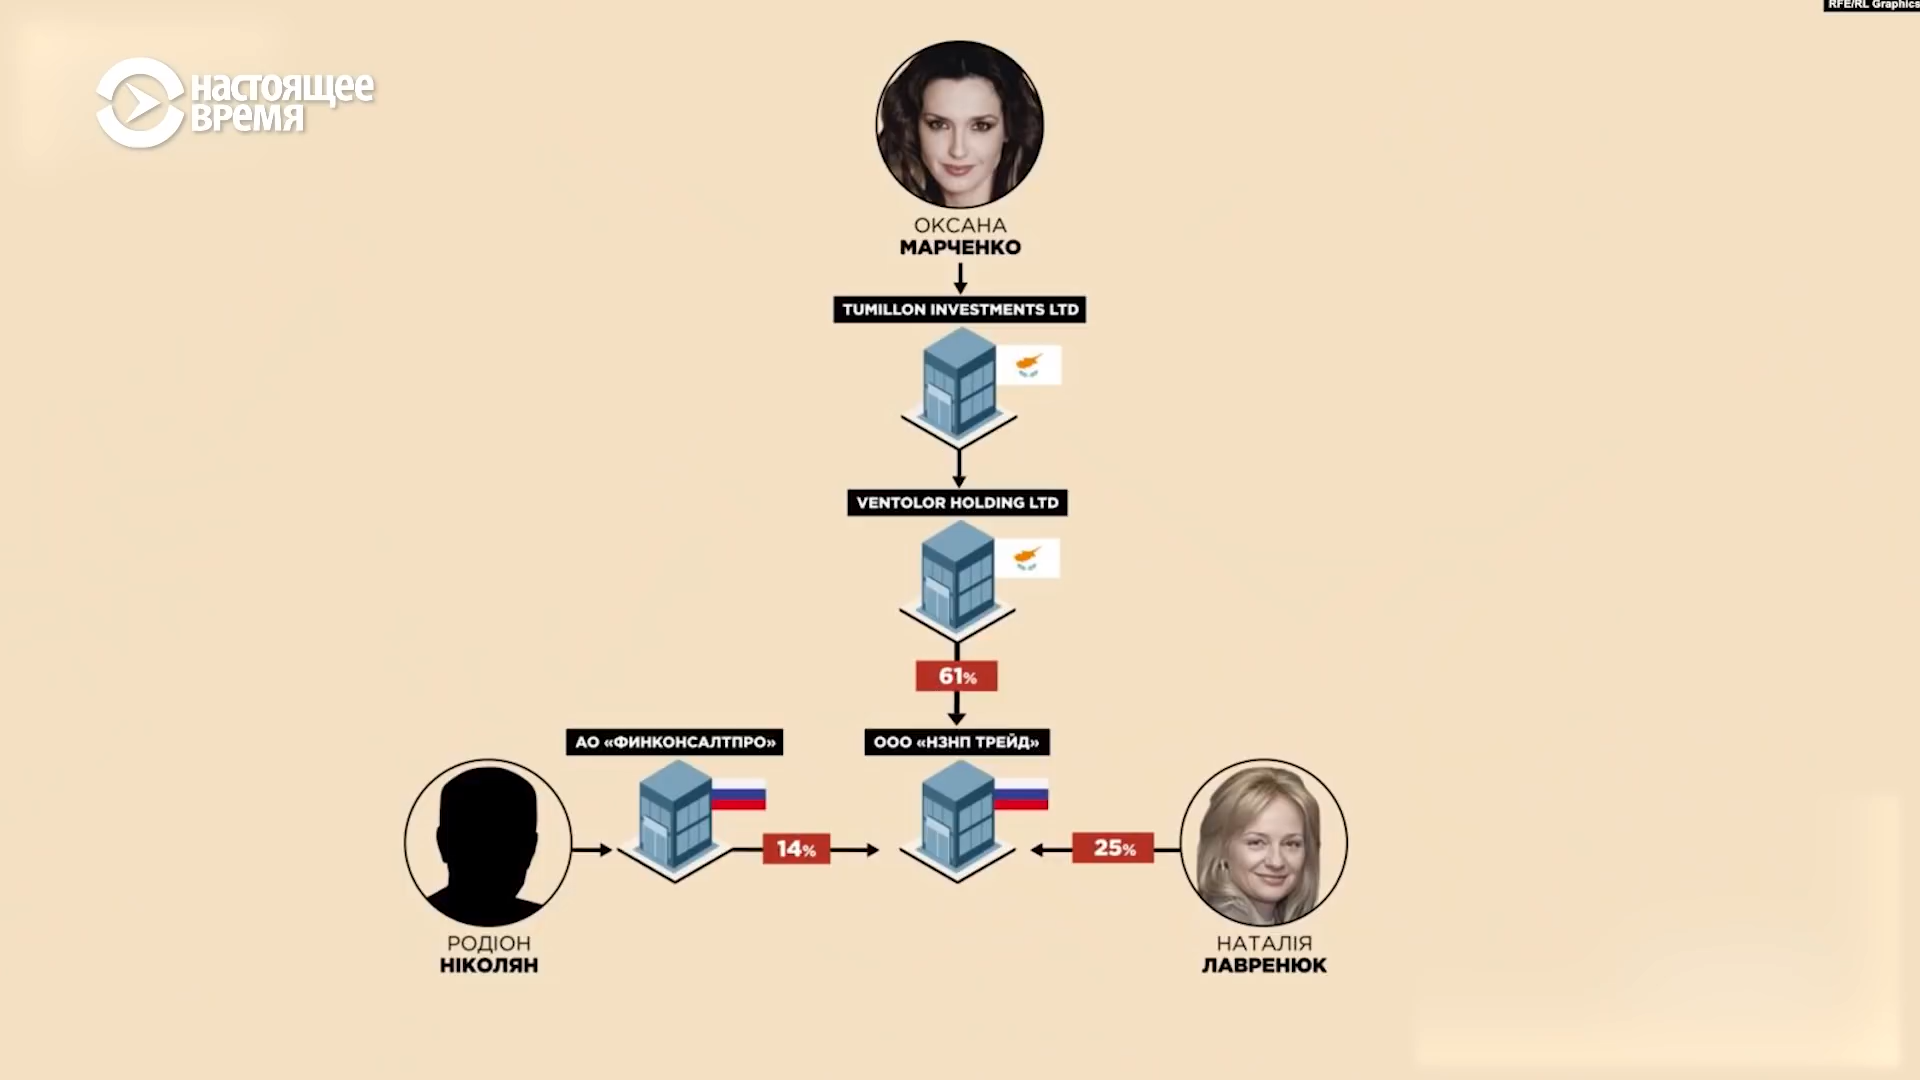 RFE/RL Graphics
настоящее
время
ОКСАНА
МАРЧЕНКО
TUMILLON INVESTMENTS LTD
VENTOLOR HOLDING LTD
61%
АО «ФИНКОНСАЛТПРО»
ООО «НЗНП ТРЕЙД»
14%
25%
РОДІОН
НІКОЛЯН
НАТАЛІЯ
ЛАВРЕНЮК